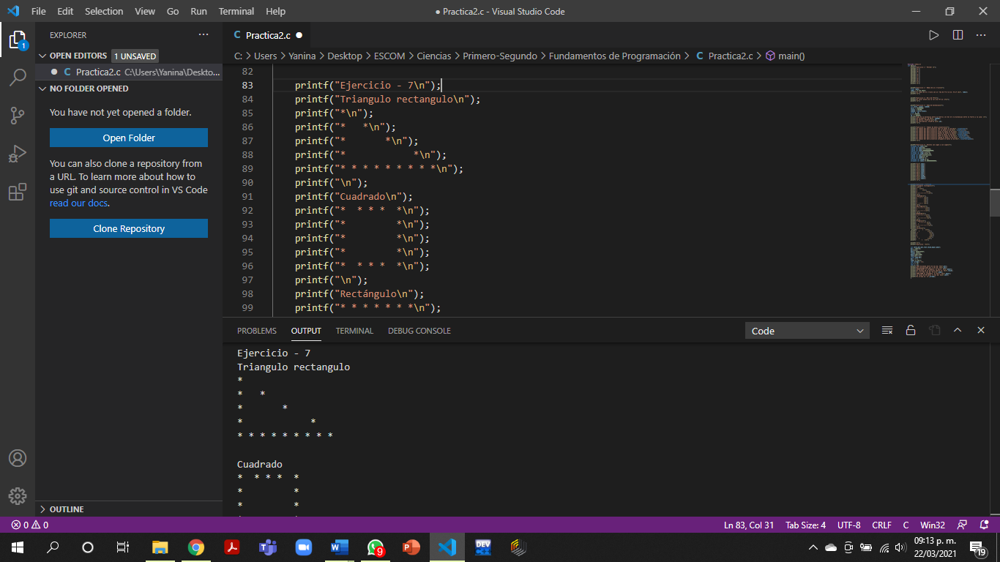 File Edit Selection View Go Run Terminal Help
● Practica2.c - Visual Studio Code
EXPLORER
OPEN EDITORS 1 UNSAVED
Practica2.c C:\Users\Yanina\Deskto...
NO FOLDER OPENED
You have not yet opened a folder.
Open Folder
You can also clone a repository from
a URL. To learn more about how to
use git and source control in VS Code
read our docs.
Clone Repository
OUTLINE
1
C Practica2.c
C: > Users > Yanina > Desktop > ESCOM > Ciencias > Primero-Segundo > Fundamentos de Programación > C Practica2.c > main()
82
83 printf("Ejercicio - 7\n");
84 printf("Triangulo rectangulo\n");
85 printf("*\n");
86 printf("*   *\n");
87 printf("*       *\n");
88 printf("*            *\n");
89 printf("* * * * * * * * *\n");
90 printf("\n");
91 printf("Cuadrado\n");
92 printf("*  * * *  *\n");
93 printf("*         *\n");
94 printf("*         *\n");
95 printf("*         *\n");
96 printf("*  * * *  *\n");
97 printf("\n");
98 printf("Rectángulo\n");
99 printf("* * * * * * *\n");
PROBLEMS OUTPUT TERMINAL DEBUG CONSOLE
Code
Ejercicio - 7
Triangulo rectangulo
*
*   *
*       *
*            *
* * * * * * * * *
Cuadrado
*  * * *  *
*         *
*         *
0 0
Ln 83, Col 31 Tab Size: 4 UTF-8 CRLF C Win32
9
DEV
09:13 p. m.
22/03/2021
19